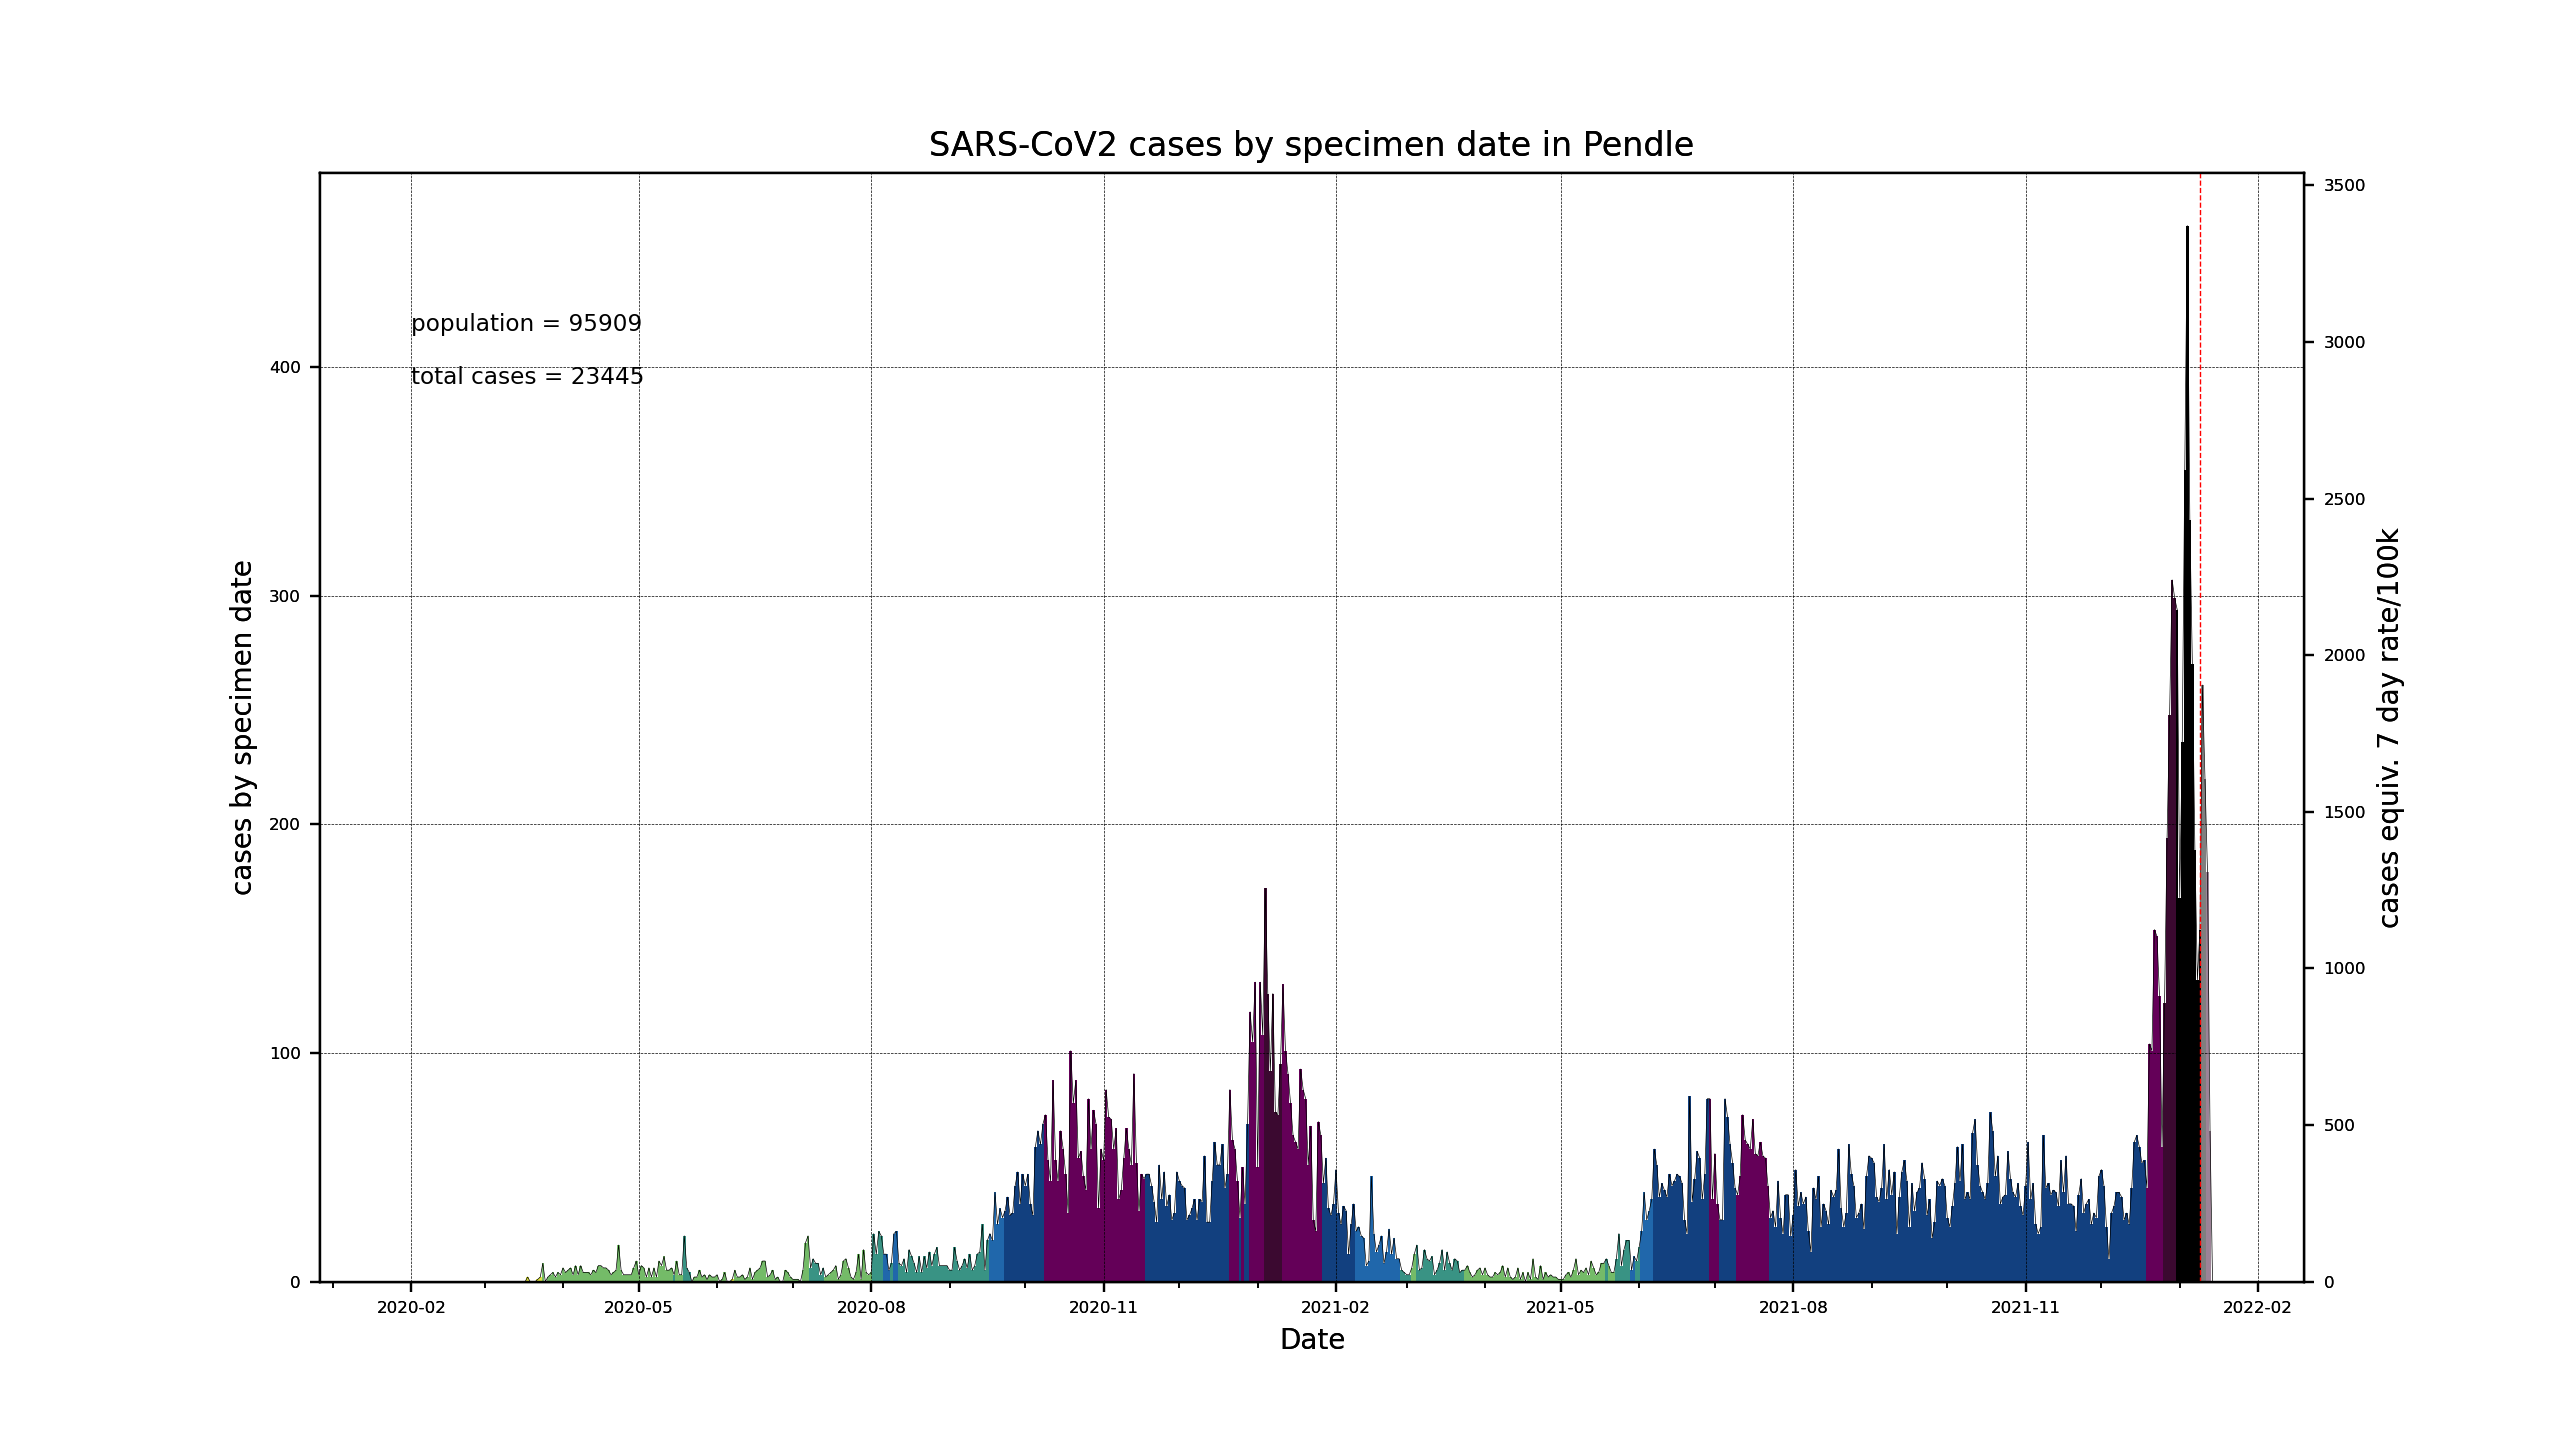 SARS-CoV2 cases by specimen date in Pendle
population = 95909
total cases = 23445
cases by specimen date
400
300
200
100
0
3500
3000
2500
2000
1500
1000
500
0
cases equiv. 7 day rate/100k
2020-02 2020-05 2020-08 2020-11 2021-02 2021-05 2021-08 2021-11 2022-02
Date